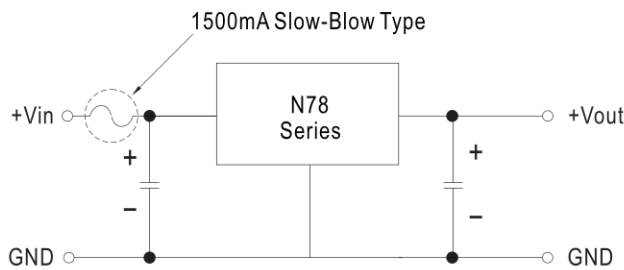 1500mA Slow-Blow Type
+Vin
N78
Series
+Vout
+
+
−
−
GND
GND